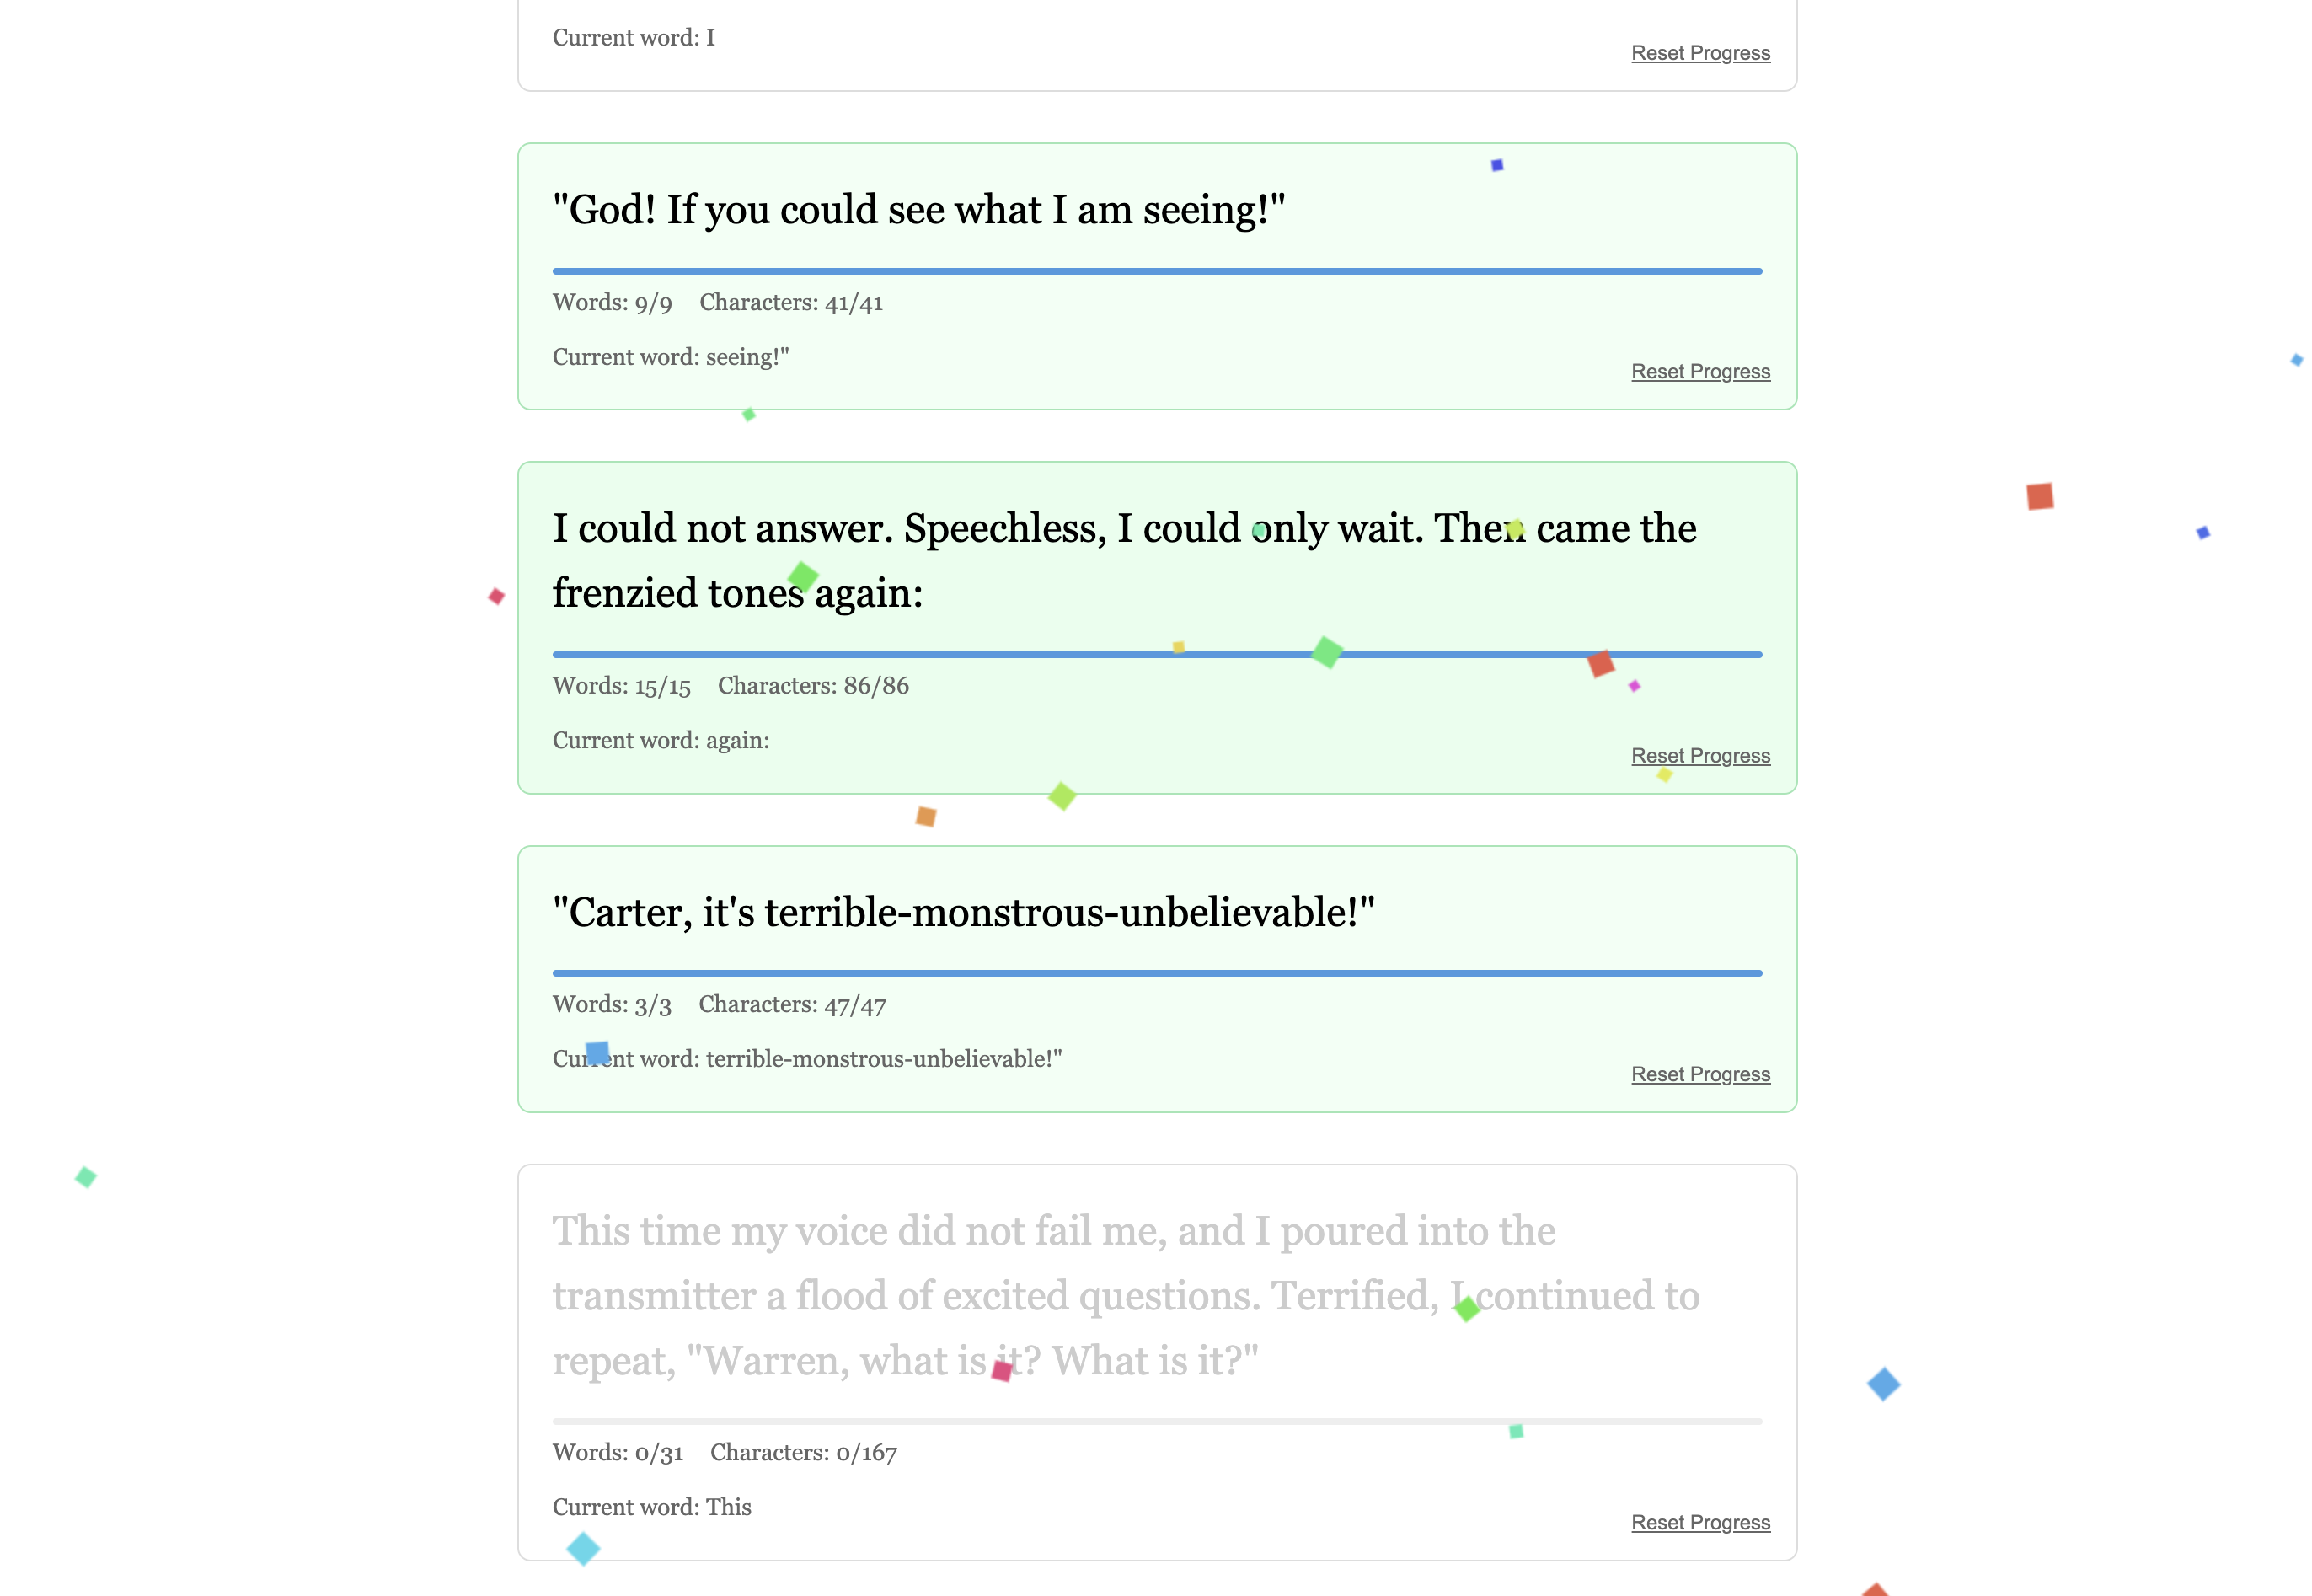 Current word: I
Reset Progress
"God! If you could see what I am seeing!"
Words: 9/9 Characters: 41/41
Current word: seeing!"
Reset Progress
I could not answer. Speechless, I could only wait. Then came the
frenzied tones again:
Words: 15/15 Characters: 86/86
Current word: again:
Reset Progress
"Carter, it's terrible-monstrous-unbelievable!"
Words: 3/3 Characters: 47/47
Current word: terrible-monstrous-unbelievable!"
Reset Progress
This time my voice did not fail me, and I poured into the
transmitter a flood of excited questions. Terrified, I continued to
repeat, "Warren, what is it? What is it?"
Words: 0/31 Characters: 0/167
Current word: This
Reset Progress